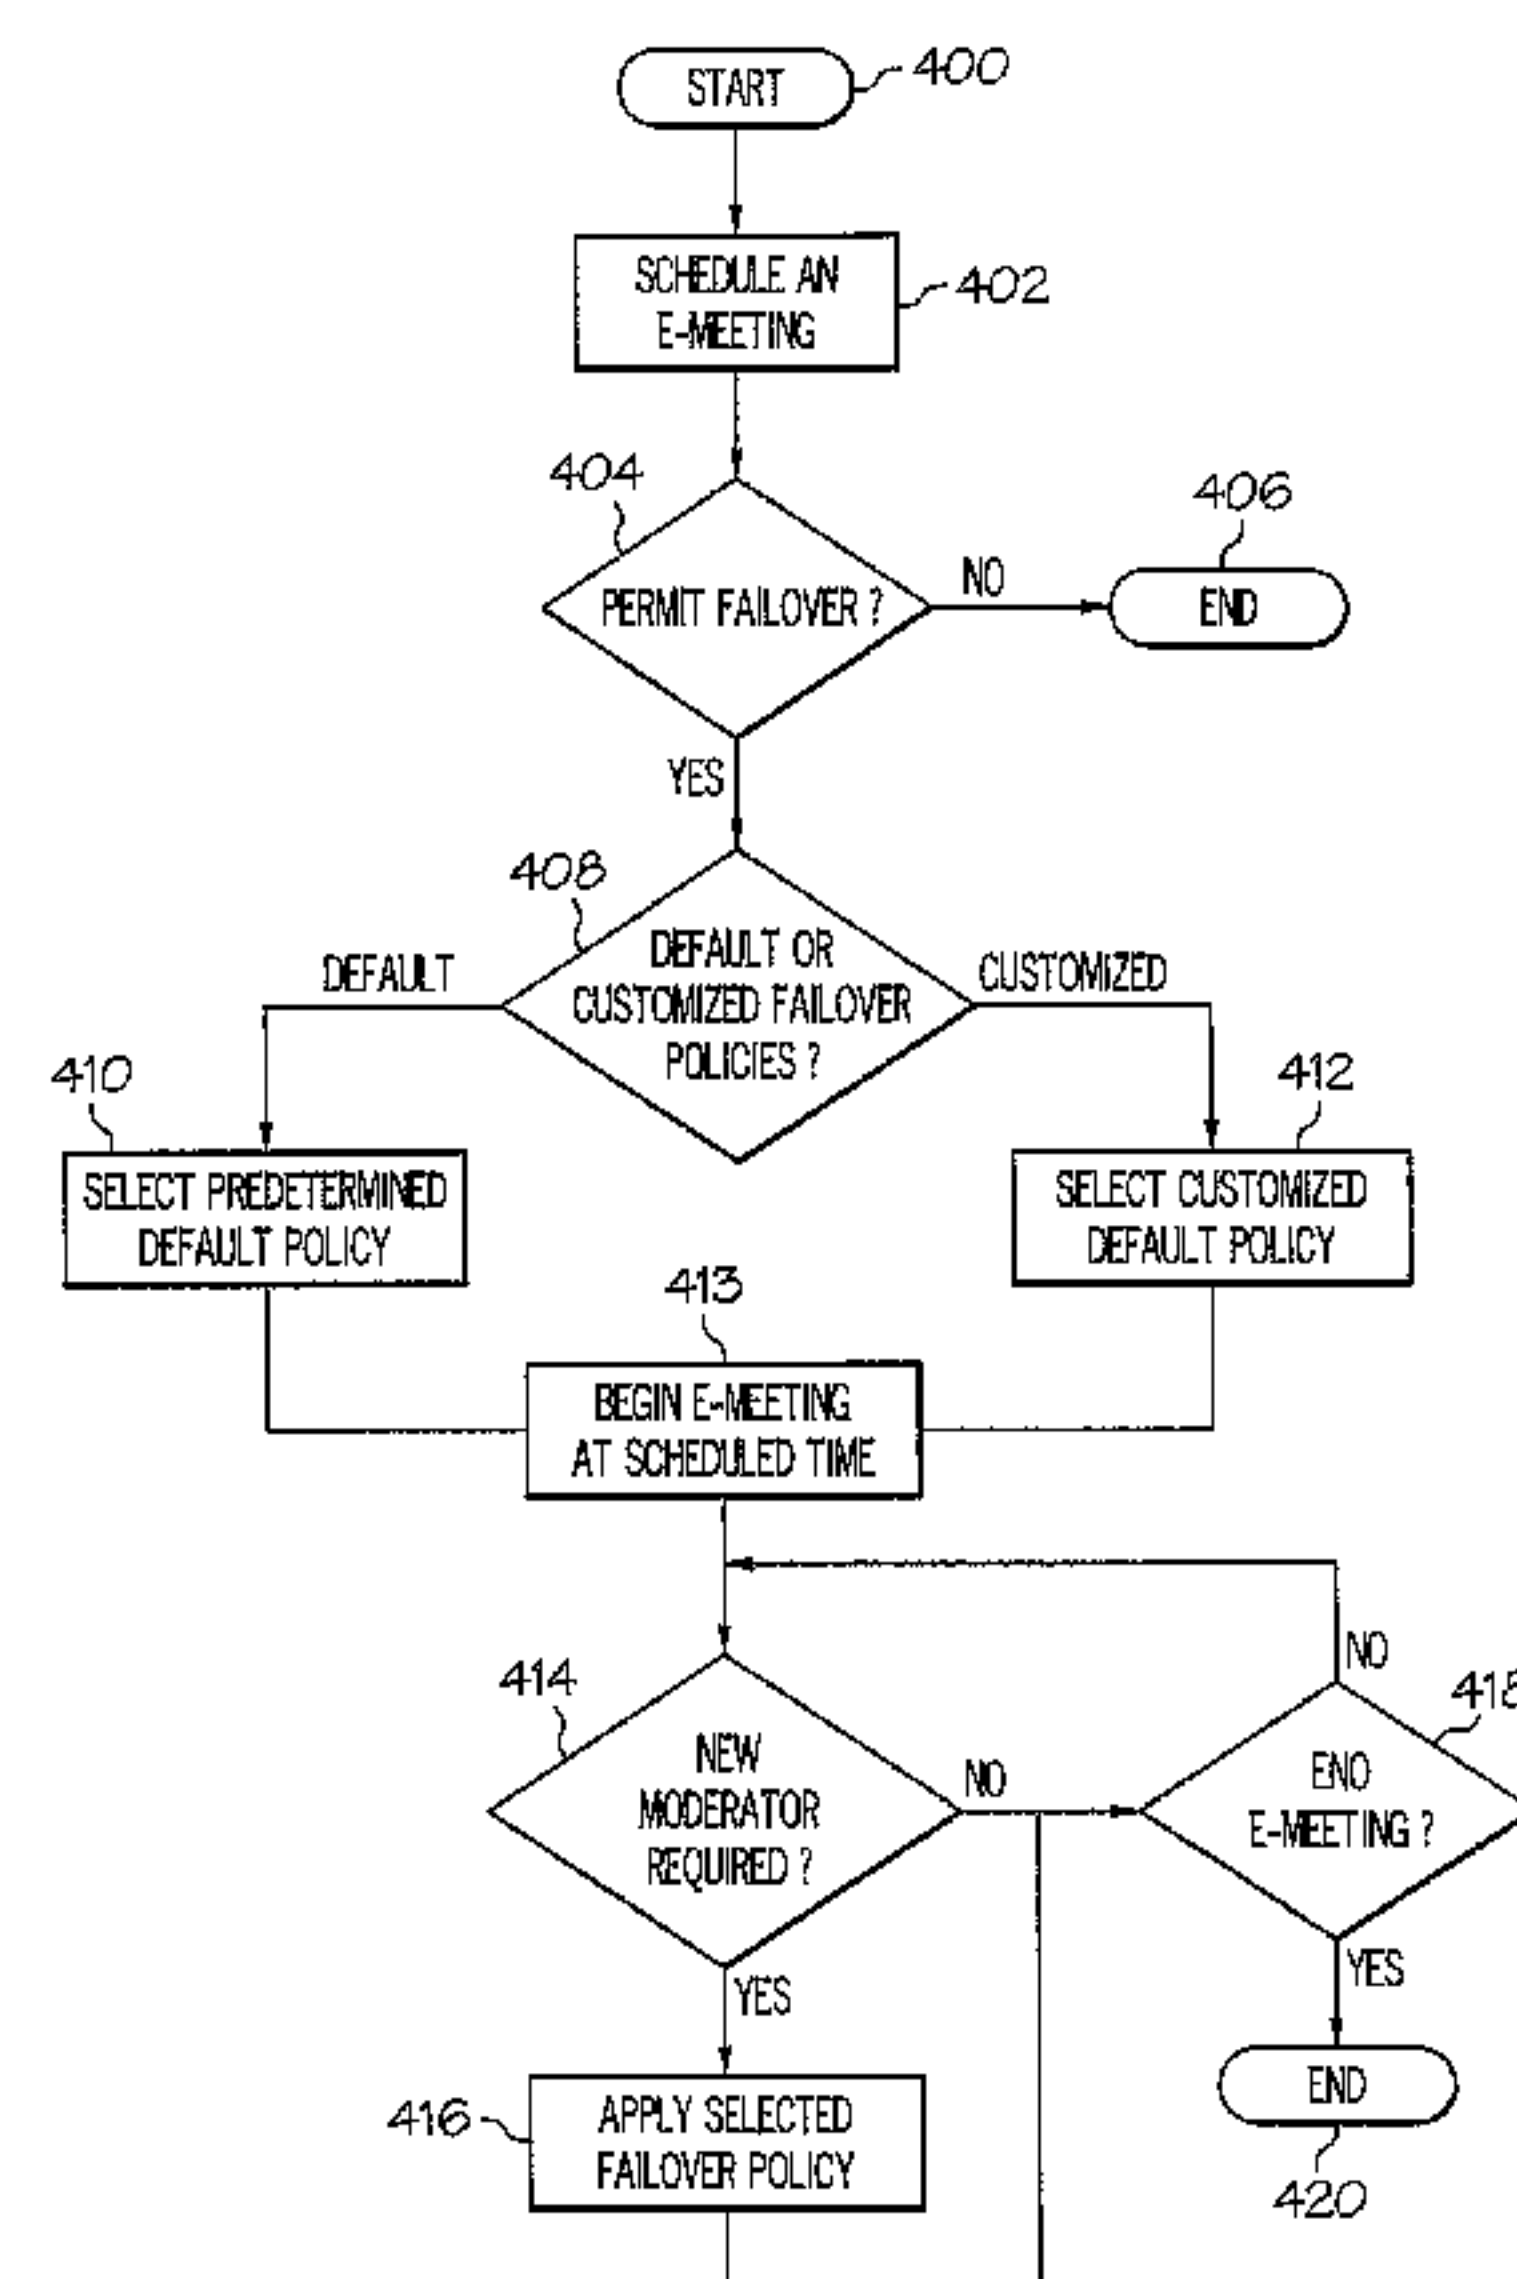 START
400
SCHEDULE AN
E-MEETING
402
404
406
PERMIT FAILOVER ?
NO
END
YES
408
DEFAULT
DEFAULT OR
CUSTOMIZED FAILOVER
POLICIES ?
CUSTOMIZED
410
412
SELECT PREDETERMINED
DEFAULT POLICY
SELECT CUSTOMIZED
DEFAULT POLICY
413
BEGIN E-MEETING
AT SCHEDULED TIME
NO
414
NEW
MODERATOR
REQUIRED ?
NO
END
E-MEETING ?
YES
YES
416
APPLY SELECTED
FAILOVER POLICY
END
420